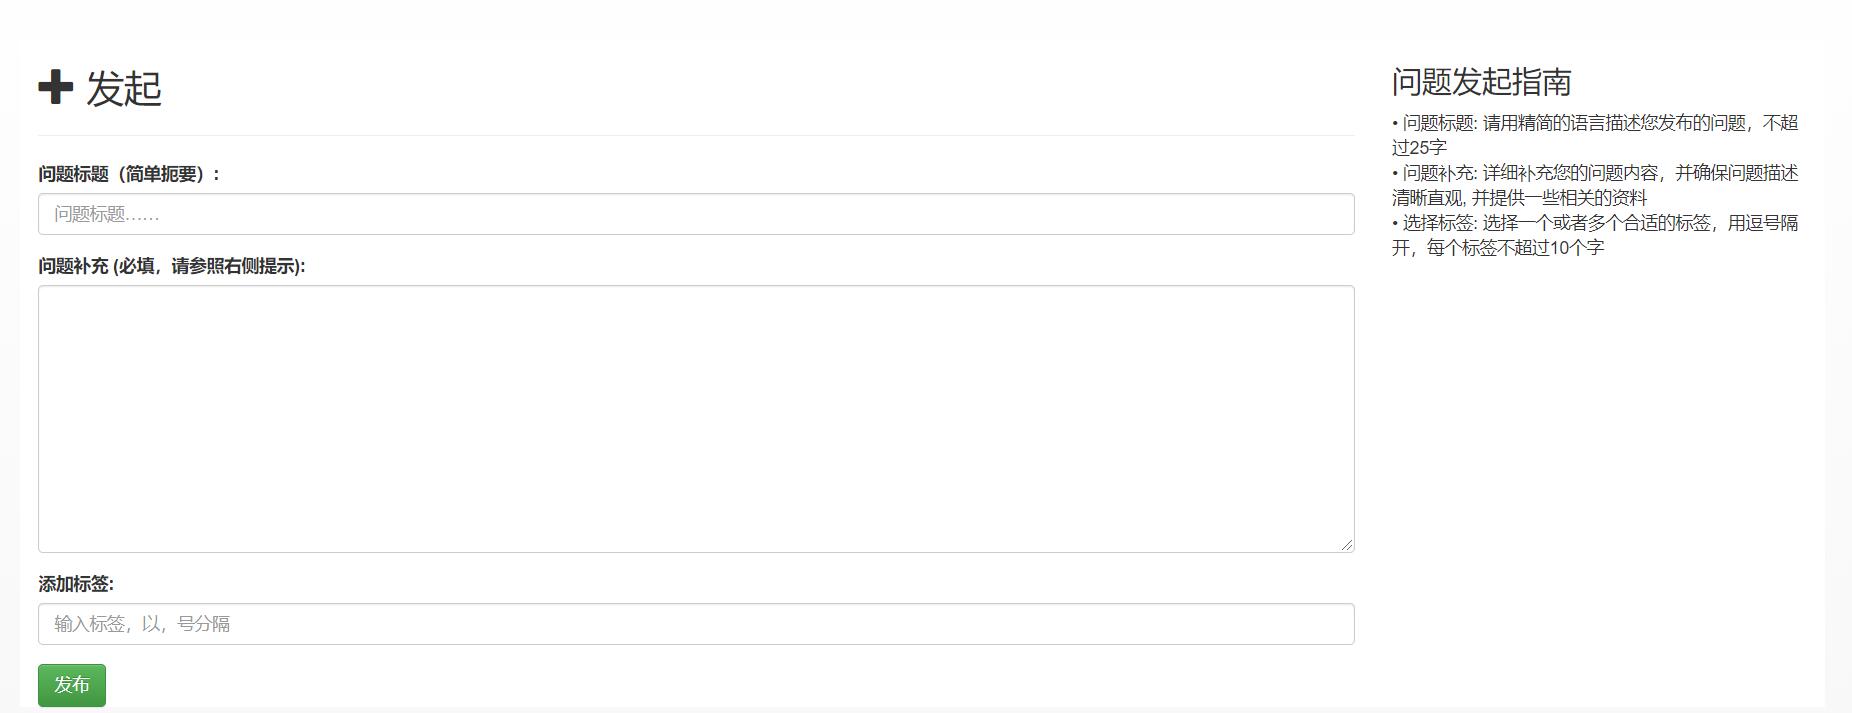 发起
问题标题（简单扼要）:
问题标题……
问题补充 (必填，请参照右侧提示):
添加标签:
输入标签，以，号分隔
发布
问题发起指南
• 问题标题: 请用精简的语言描述您发布的问题，不超
过25字
• 问题补充: 详细补充您的问题内容，并确保问题描述
清晰直观, 并提供一些相关的资料
• 选择标签: 选择一个或者多个合适的标签，用逗号隔
开，每个标签不超过10个字